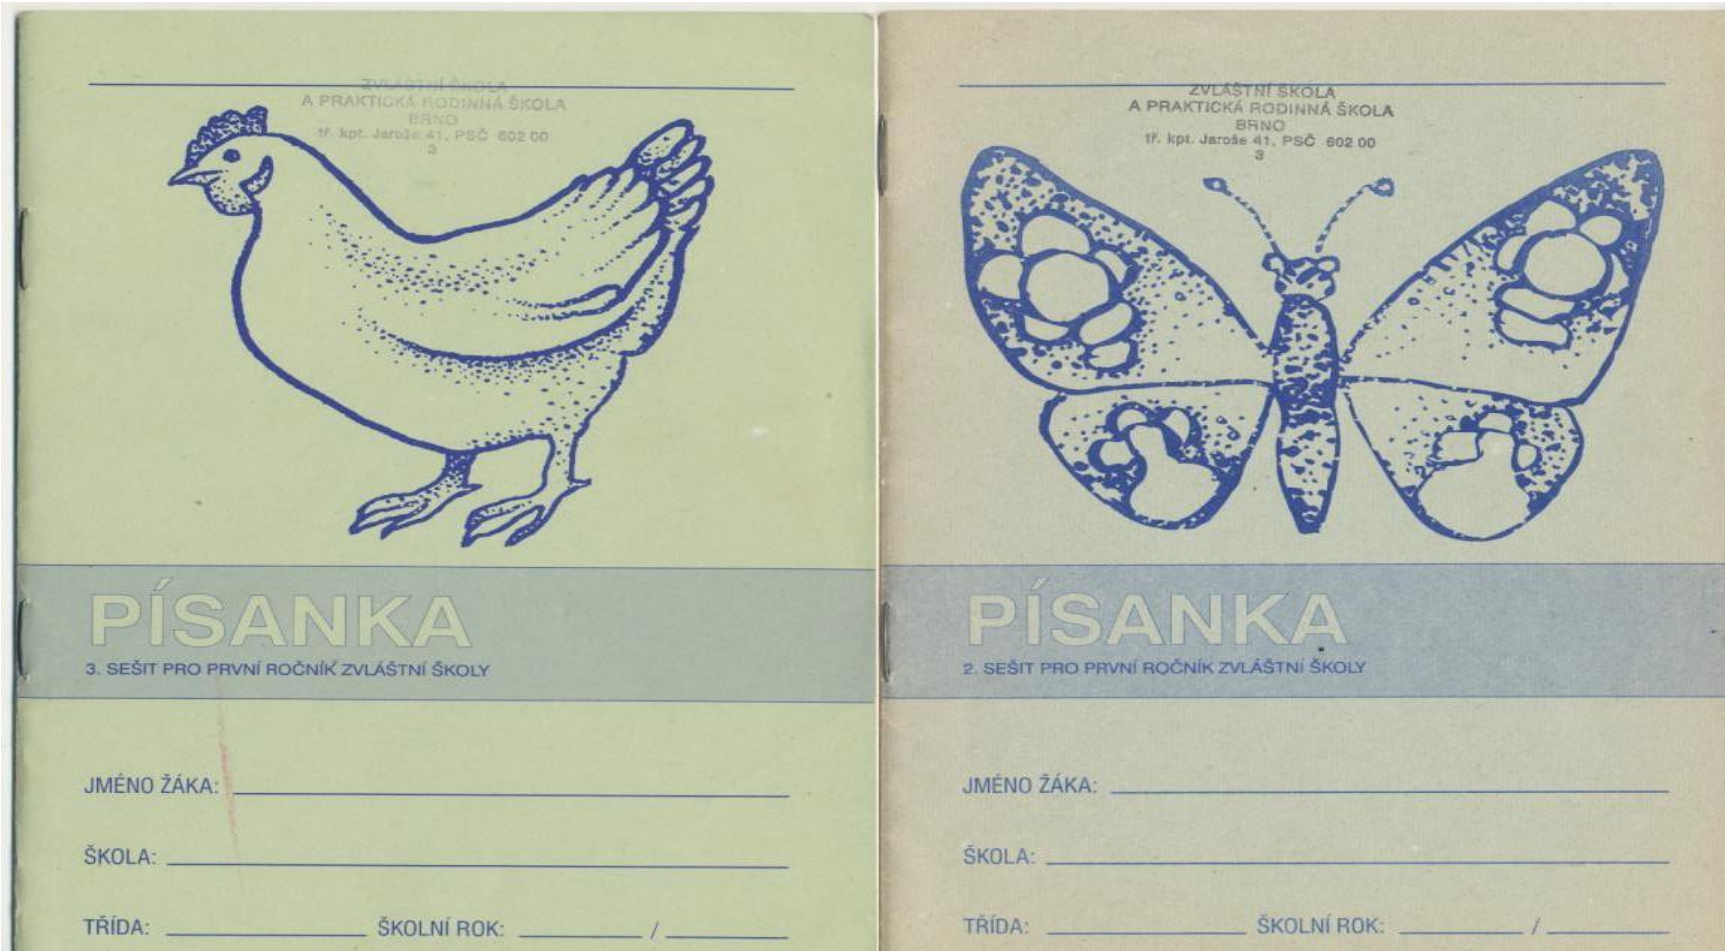 ZVLÁŠTNÍ ŠKOLA
A PRAKTICKÁ RODINNÁ ŠKOLA
BRNO
tř. kpt. Jaroše 41, PSČ 602 00
3
PÍSANKA
3. SEŠIT PRO PRVNÍ ROČNÍK ZVLÁŠTNÍ ŠKOLY
JMÉNO ŽÁKA:
ŠKOLA:
TŘÍDA: ŠKOLNÍ ROK: /
ZVLÁŠTNÍ ŠKOLA
A PRAKTICKÁ RODINNÁ ŠKOLA
BRNO
tř. kpt. Jaroše 41, PSČ 602 00
3
PÍSANKA
2. SEŠIT PRO PRVNÍ ROČNÍK ZVLÁŠTNÍ ŠKOLY
JMÉNO ŽÁKA:
ŠKOLA:
TŘÍDA: ŠKOLNÍ ROK: /